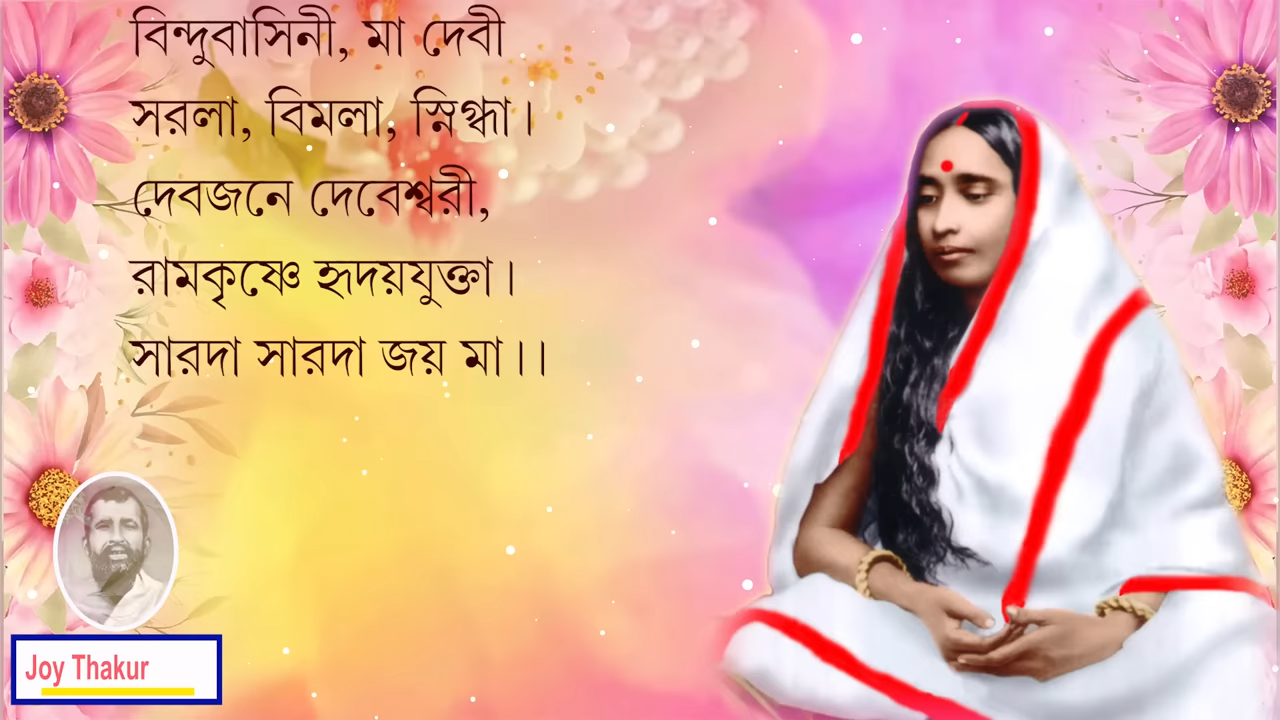 বিন্দুবাসিনী, মা দেবী
সরলা, বিমলা, স্নিগ্ধা।
দেবজনে দেবেশ্বরী,
রামকৃষ্ণে হৃদয়যুক্তা।
সারদা সারদা জয় মা।।
Joy Thakur